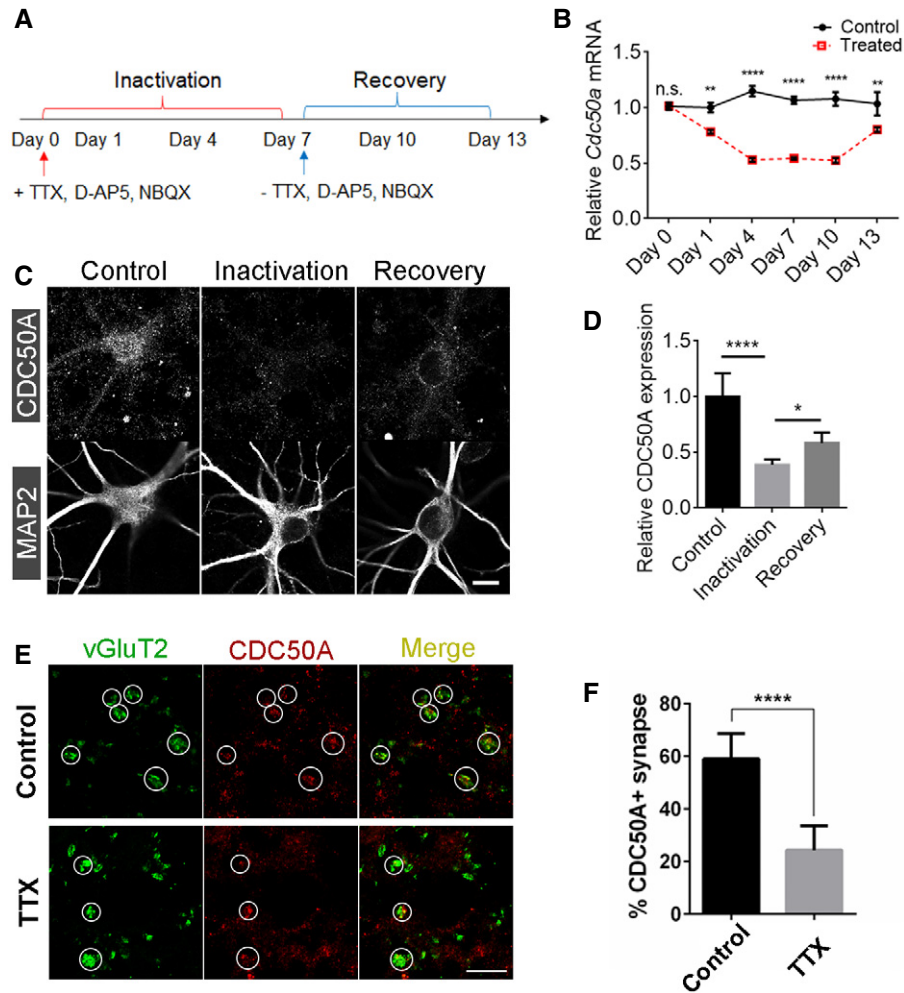 A
Inactivation
Recovery
Day 0 Day 1 Day 4 Day 7 Day 10 Day 13
+ TTX, D-AP5, NBQX
- TTX, D-AP5, NBQX
B
Control
Treated
Relative Cdc50a mRNA
1.5
1.0
0.5
0.0
n.s.
**
****
****
****
**
Day 0
Day 1
Day 4
Day 7
Day 10
Day 13
C
Control
Inactivation
Recovery
CDC50A
MAP2
D
Relative CDC50A expression
1.5
1.0
0.5
0.0
****
*
Control
Inactivation
Recovery
E
vGluT2
CDC50A
Merge
Control
TTX
F
% CDC50A+ synapse
80
60
40
20
0
****
Control
TTX